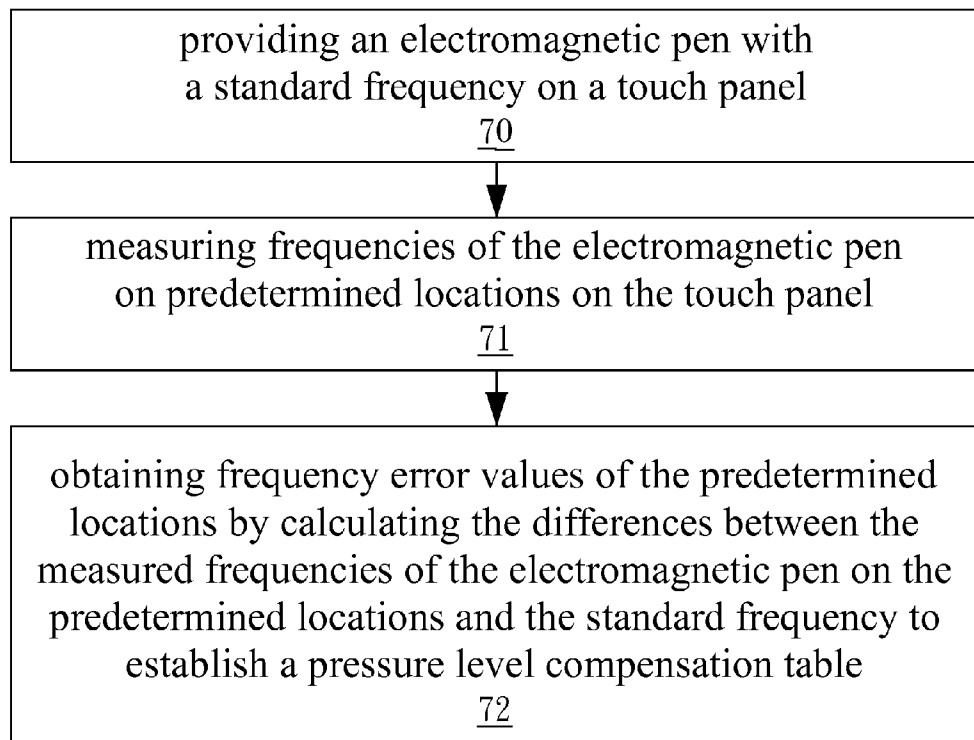 providing an electromagnetic pen with
a standard frequency on a touch panel
70
measuring frequencies of the electromagnetic pen
on predetermined locations on the touch panel
71
obtaining frequency error values of the predetermined
locations by calculating the differences between the
measured frequencies of the electromagnetic pen on the
predetermined locations and the standard frequency to
establish a pressure level compensation table
72